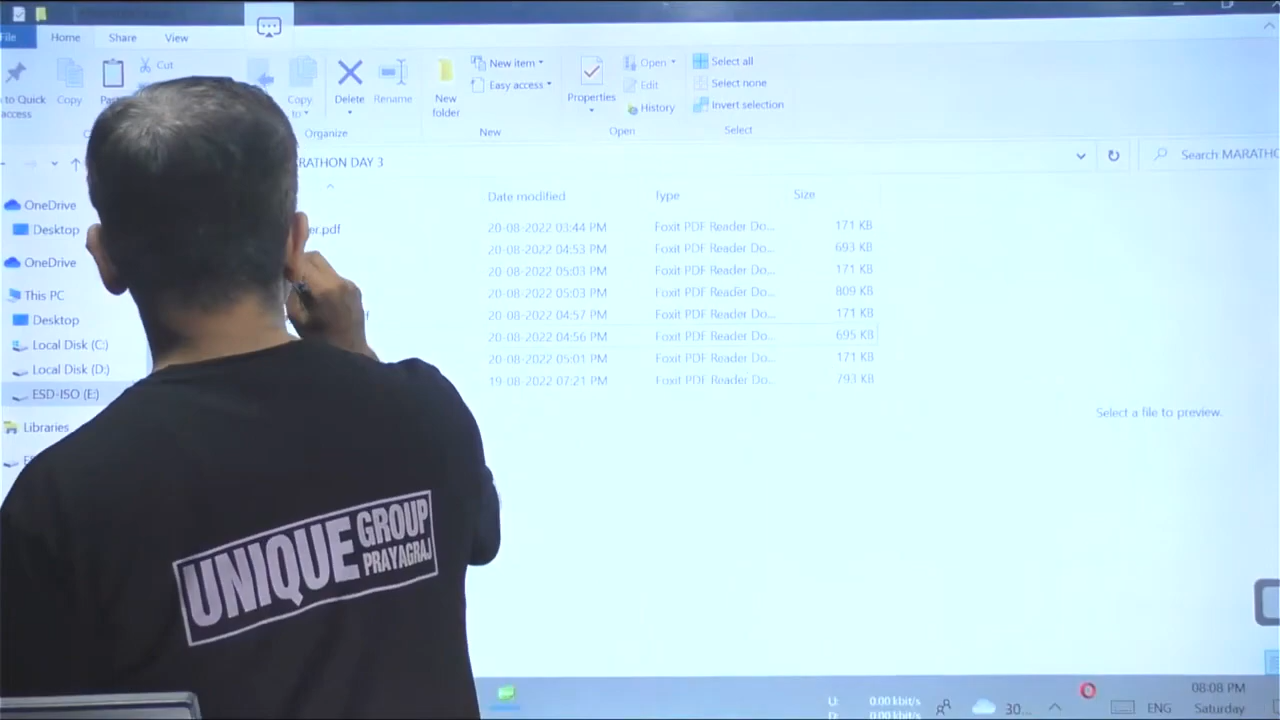 File Home Share View
to Quick access
Copy
Cut
Copy to
Delete
Rename
Organize
New folder
New item
Easy access
New
Properties
Open
Edit
History
Open
Select all
Select none
Invert selection
Select
RATHON DAY 3
Search MARATHO
Date modified Type Size
er.pdf 20-08-2022 03:44 PM Foxit PDF Reader Do... 171 KB
20-08-2022 04:53 PM Foxit PDF Reader Do... 693 KB
20-08-2022 05:03 PM Foxit PDF Reader Do... 171 KB
20-08-2022 05:03 PM Foxit PDF Reader Do... 809 KB
f 20-08-2022 04:57 PM Foxit PDF Reader Do... 171 KB
20-08-2022 04:56 PM Foxit PDF Reader Do... 695 KB
20-08-2022 05:01 PM Foxit PDF Reader Do... 171 KB
19-08-2022 07:21 PM Foxit PDF Reader Do... 793 KB
OneDrive
Desktop
OneDrive
This PC
Desktop
Local Disk (C:)
Local Disk (D:)
ESD-ISO (E:)
Libraries
Select a file to preview.
UNIQUE GROUP
PRAYAGRAJ
U: 0.00 kbit/s
D: 0.00 kbit/s
30...
ENG
08:08 PM
Saturday